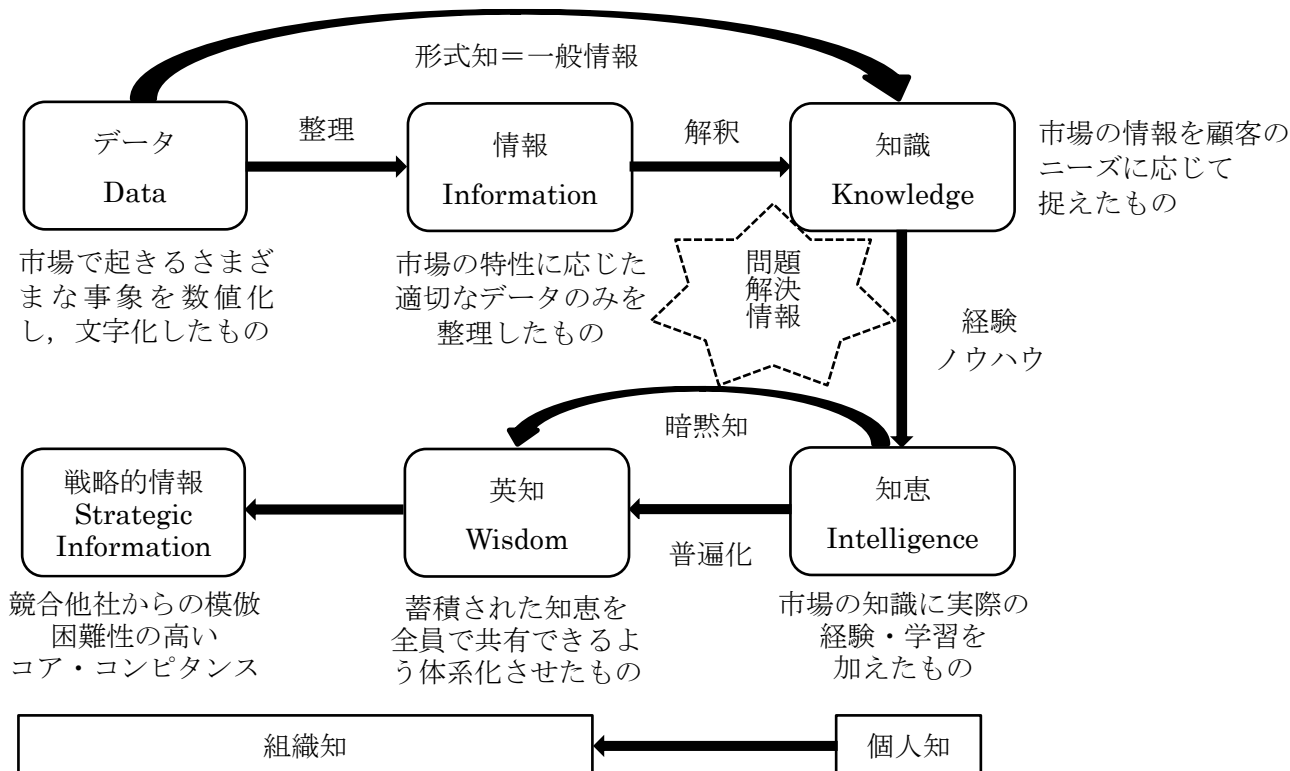 形式知＝一般情報
データ
Data
整理
情報
Information
解釈
知識
Knowledge
市場の情報を顧客の
ニーズに応じて
捉えたもの
市場で起きるさまざ
まな事象を数値化
し，文字化したもの
市場の特性に応じた
適切なデータのみを
整理したもの
問題
解決
情報
経験
ノウハウ
暗黙知
戦略的情報
Strategic
Information
英知
Wisdom
普遍化
知恵
Intelligence
競合他社からの模倣
困難性の高い
コア・コンピタンス
蓄積された知恵を
全員で共有できるよ
う体系化させたもの
市場の知識に実際の
経験・学習を
加えたもの
組織知
個人知